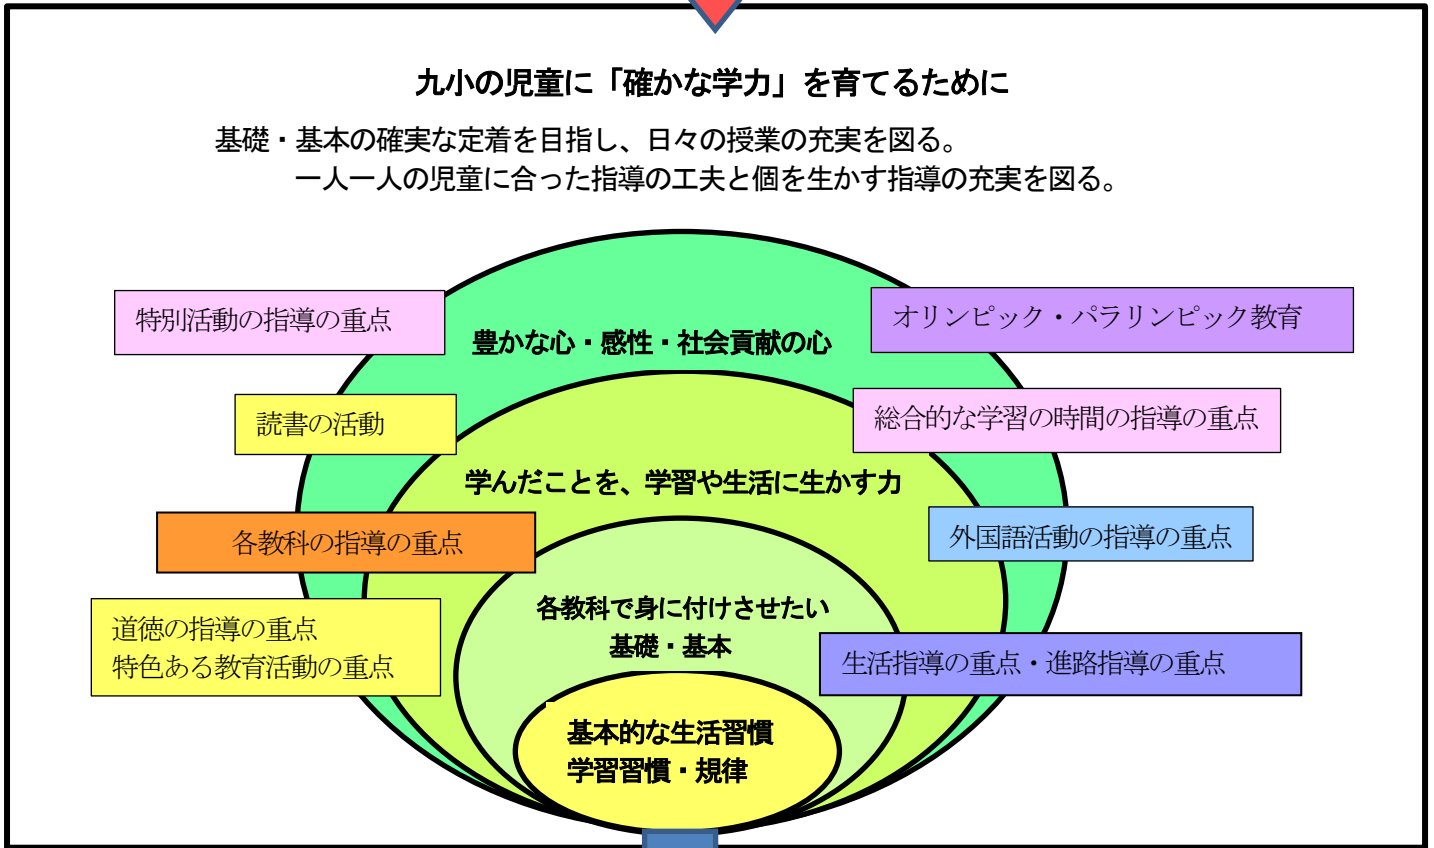 九小の児童に「確かな学力」を育てるために
基礎・基本の確実な定着を目指し、日々の授業の充実を図る。
一人一人の児童に合った指導の工夫と個を生かす指導の充実を図る。
特別活動の指導の重点
オリンピック・パラリンピック教育
豊かな心・感性・社会貢献の心
読書の活動
総合的な学習の時間の指導の重点
学んだことを、学習や生活に生かす力
各教科の指導の重点
外国語活動の指導の重点
各教科で身に付けさせたい
基礎・基本
道徳の指導の重点
特色ある教育活動の重点
生活指導の重点・進路指導の重点
基本的な生活習慣
学習習慣・規律